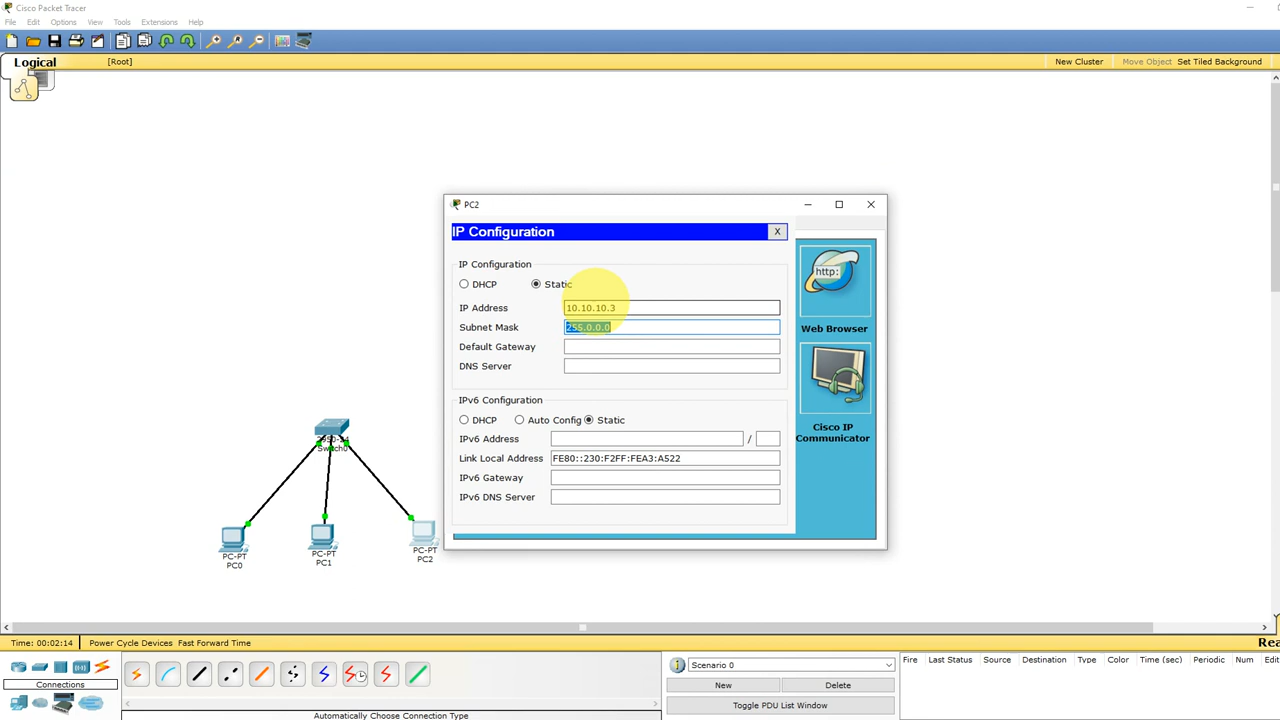 Cisco Packet Tracer
File Edit Options View Tools Extensions Help
Logical [Root] New Cluster Move Object Set Tiled Background
PC2
IP Configuration X
IP Configuration
DHCP Static
IP Address 10.10.10.3
Subnet Mask 255.0.0.0
Default Gateway
DNS Server
IPv6 Configuration
DHCP Auto Config Static
IPv6 Address /
Link Local Address FE80::230:F2FF:FEA3:A522
IPv6 Gateway
IPv6 DNS Server
http:
Web Browser
Cisco IP
Communicator
2950-24
Switch0
PC-PT
PC0
PC-PT
PC1
PC-PT
PC2
Time: 00:02:14 Power Cycle Devices Fast Forward Time Rea
Connections
Automatically Choose Connection Type
Scenario 0
New Delete
Toggle PDU List Window
Fire Last Status Source Destination Type Color Time (sec) Periodic Num Edit